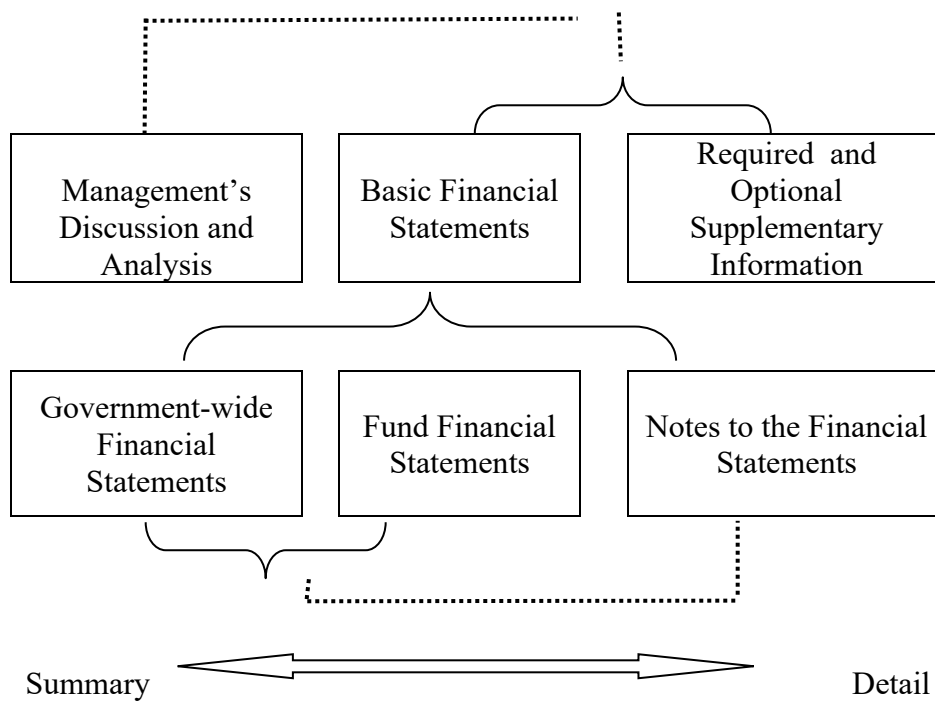 Management’s
Discussion and
Analysis
Basic Financial
Statements
Required and
Optional
Supplementary
Information
Government-wide
Financial
Statements
Fund Financial
Statements
Notes to the Financial
Statements
Summary
Detail